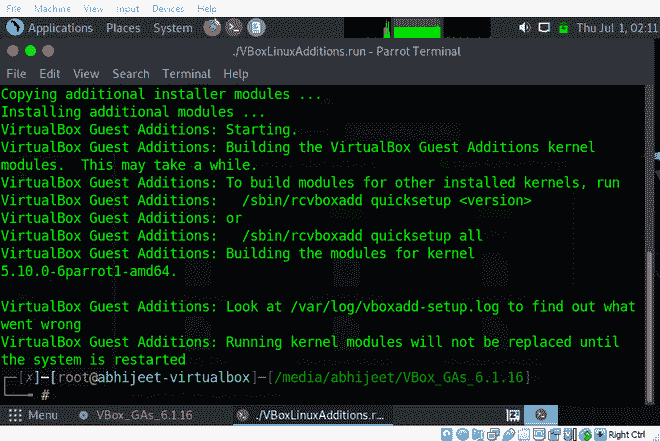 File Machine View Input Devices Help
Applications Places System Thu Jul 1, 02:11
./VBoxLinuxAdditions.run - Parrot Terminal
File Edit View Search Terminal Help
Copying additional installer modules ...
Installing additional modules ...
VirtualBox Guest Additions: Starting.
VirtualBox Guest Additions: Building the VirtualBox Guest Additions kernel
modules.  This may take a while.
VirtualBox Guest Additions: To build modules for other installed kernels, run
VirtualBox Guest Additions:   /sbin/rcvboxadd quicksetup <version>
VirtualBox Guest Additions: or
VirtualBox Guest Additions:   /sbin/rcvboxadd quicksetup all
VirtualBox Guest Additions: Building the modules for kernel
5.10.0-6parrot1-amd64.
VirtualBox Guest Additions: Look at /var/log/vboxadd-setup.log to find out what
went wrong
VirtualBox Guest Additions: Running kernel modules will not be replaced until
the system is restarted
┌─[✗]─[root@abhijeet-virtualbox]─[/media/abhijeet/VBox_GAs_6.1.16]
└──╼ #
Menu VBox_GAs_6.1.16 ./VBoxLinuxAdditions.r...
Right Ctrl